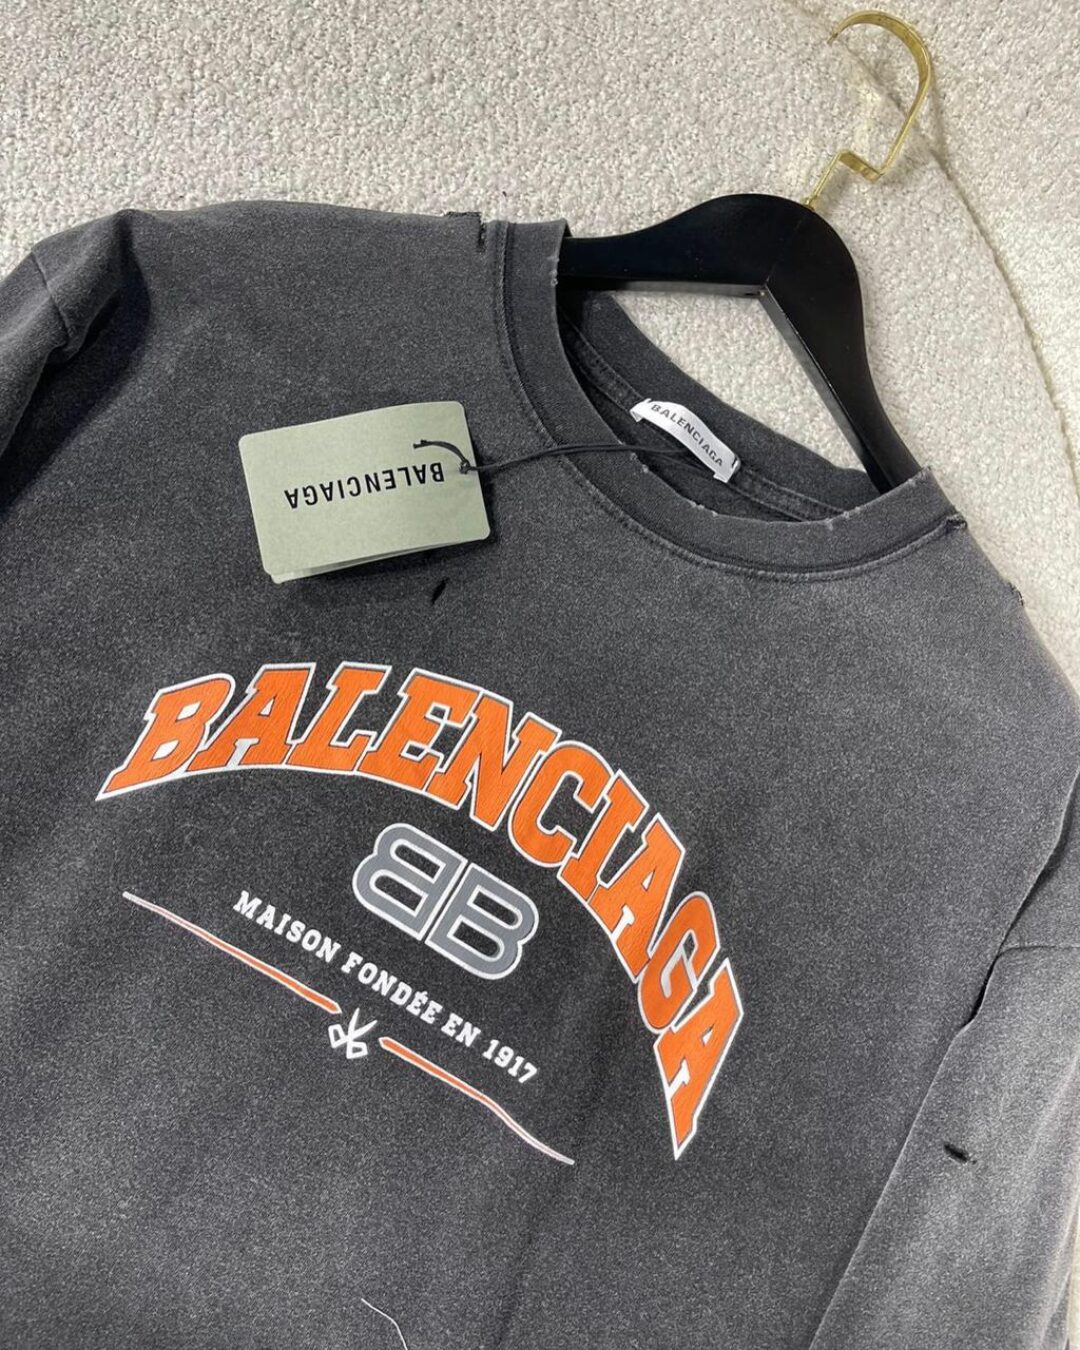 BALENCIAGA
BALENCIAGA
BALENCIAGA
BB
MAISON FONDÉE EN 1917